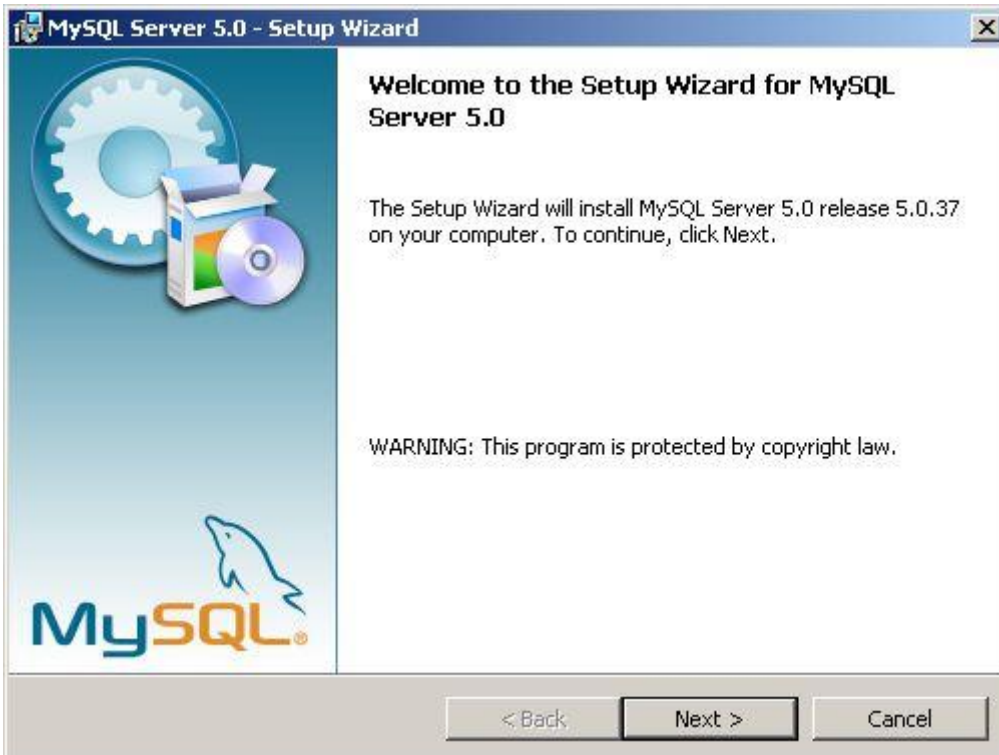 MySQL Server 5.0 - Setup Wizard
Welcome to the Setup Wizard for MySQL
Server 5.0
The Setup Wizard will install MySQL Server 5.0 release 5.0.37
on your computer. To continue, click Next.
WARNING: This program is protected by copyright law.
MySQL®
< Back
Next >
Cancel